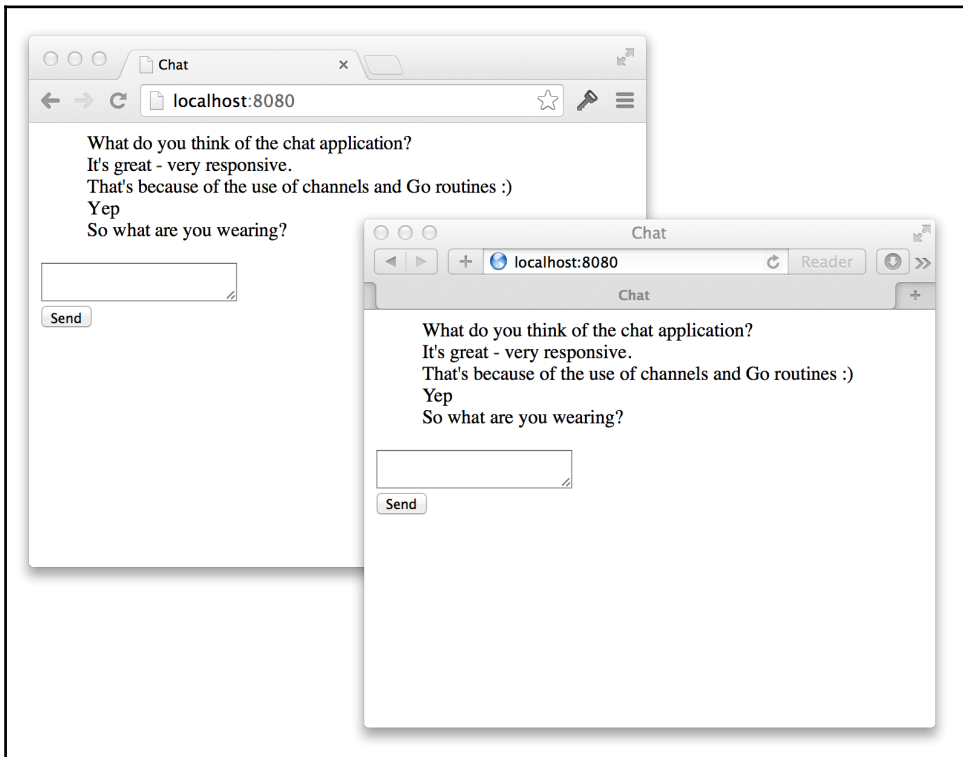 Chat
localhost:8080
What do you think of the chat application?
It's great - very responsive.
That's because of the use of channels and Go routines :)
Yep
So what are you wearing?
Send
Chat
localhost:8080
Reader
Chat
What do you think of the chat application?
It's great - very responsive.
That's because of the use of channels and Go routines :)
Yep
So what are you wearing?
Send